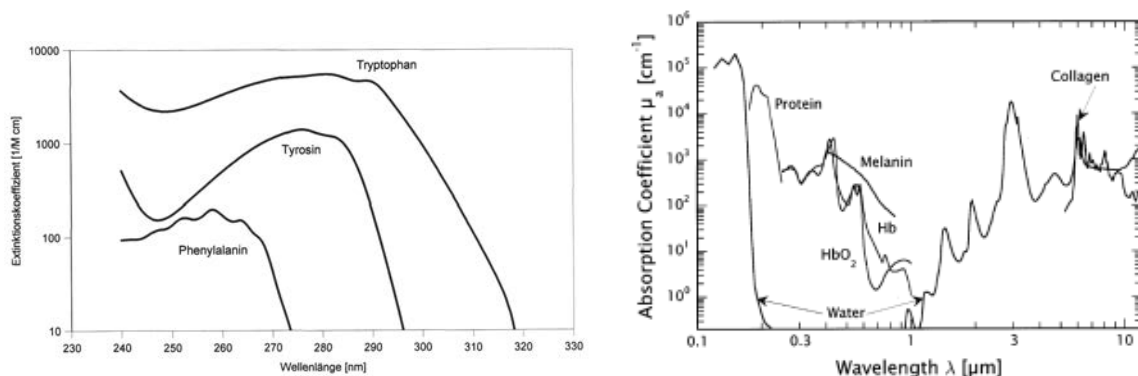 Extinktionskoeffizient [1/M cm]
10000
1000
100
10
Tryptophan
Tyrosin
Phenylalanin
230 240 250 260 270 280 290 300 310 320 330
Wellenlänge [nm]
Absorption Coefficient μa [cm-1]
10^6
10^5
10^4
10^3
10^2
10^1
10^0
Collagen
Protein
Melanin
Hb
HbO2
Water
0.1 0.3 1 3 10
Wavelength λ [μm]